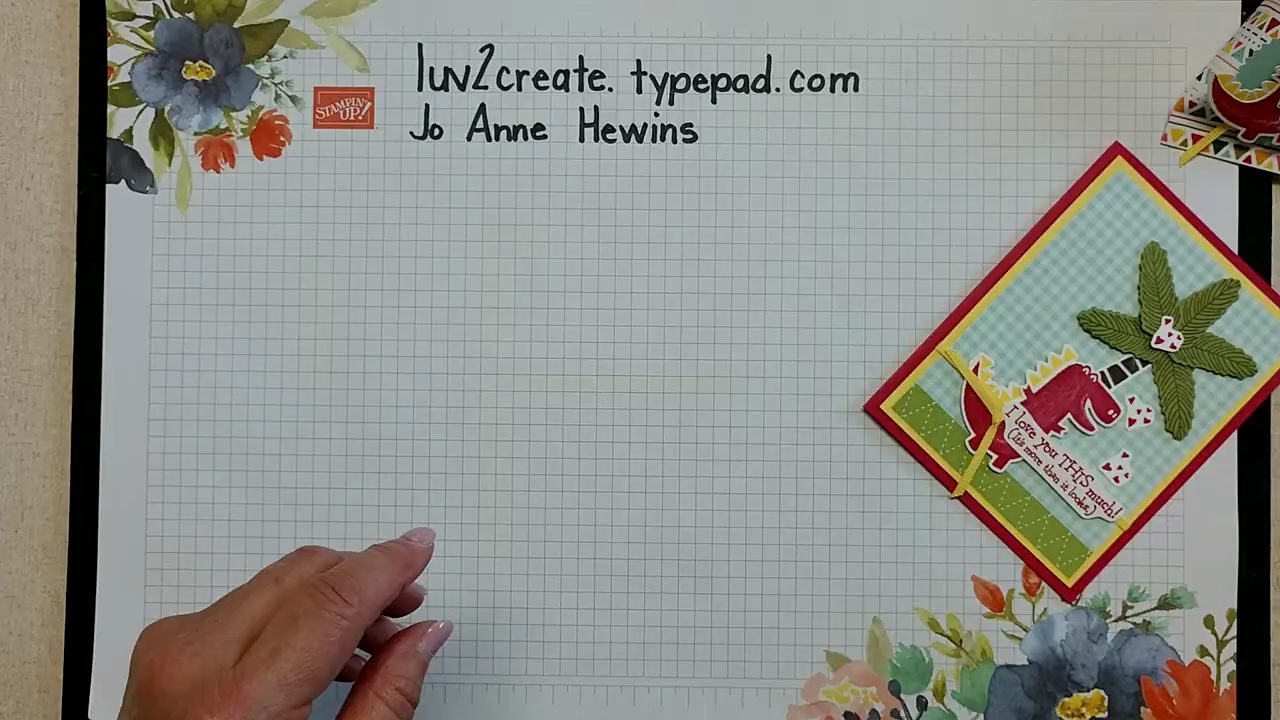 luv2create.typepad.com
STAMPIN' UP!
Jo Anne Hewins
I love you THIS much!
(It's more than it looks.)